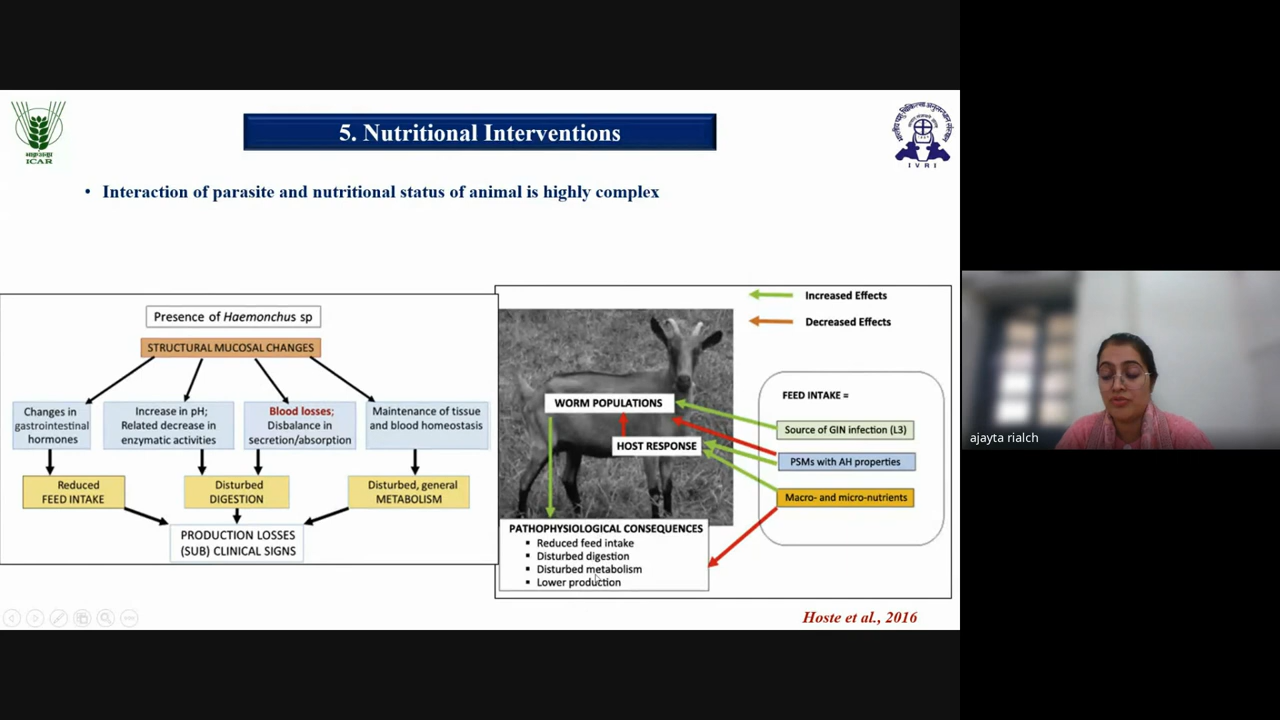 5. Nutritional Interventions
ICAR
I V R I
• Interaction of parasite and nutritional status of animal is highly complex
Presence of Haemonchus sp
STRUCTURAL MUCOSAL CHANGES
Changes in
gastrointestinal
hormones
Increase in pH;
Related decrease in
enzymatic activities
Blood losses;
Disbalance in
secretion/absorption
Maintenance of tissue
and blood homeostasis
Reduced
FEED INTAKE
Disturbed
DIGESTION
Disturbed, general
METABOLISM
PRODUCTION LOSSES
(SUB) CLINICAL SIGNS
Increased Effects
Decreased Effects
WORM POPULATIONS
HOST RESPONSE
FEED INTAKE =
Source of GIN infection (L3)
PSMs with AH properties
Macro- and micro-nutrients
PATHOPHYSIOLOGICAL CONSEQUENCES
▪ Reduced feed intake
▪ Disturbed digestion
▪ Disturbed metabolism
▪ Lower production
Hoste et al., 2016
ajayta rialch